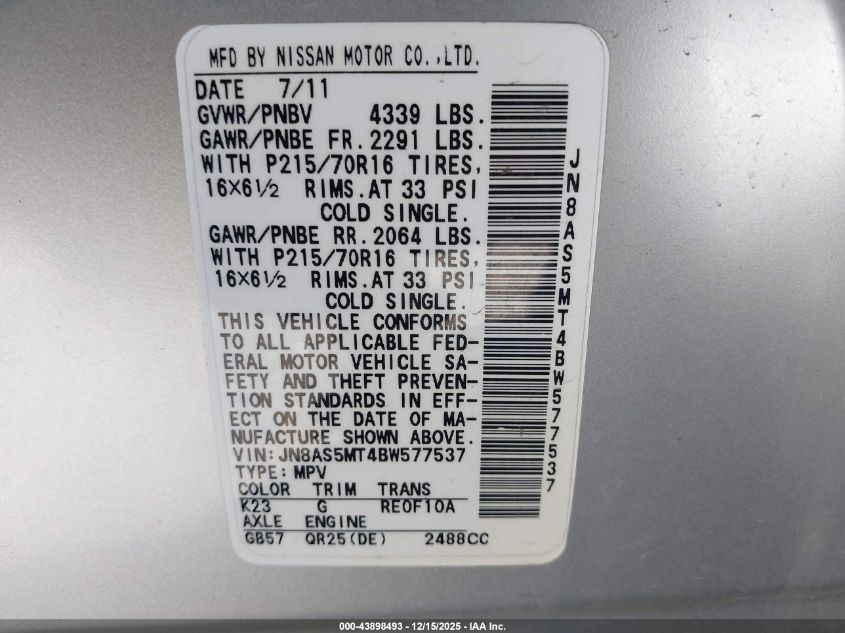 MFD BY NISSAN MOTOR CO.,LTD.
DATE 7/11
GVWR/PNBV 4339 LBS.
GAWR/PNBE FR.2291 LBS.
WITH P215/70R16 TIRES,
16X6½ RIMS.AT 33 PSI
COLD SINGLE.
GAWR/PNBE RR.2064 LBS.
WITH P215/70R16 TIRES,
16X6½ RIMS.AT 33 PSI
COLD SINGLE.
THIS VEHICLE CONFORMS
TO ALL APPLICABLE FED-
ERAL MOTOR VEHICLE SA-
FETY AND THEFT PREVEN-
TION STANDARDS IN EFF-
ECT ON THE DATE OF MA-
NUFACTURE SHOWN ABOVE.
VIN:JN8AS5MT4BW577537
TYPE:MPV
COLOR TRIM TRANS
K23 G RE0F10A
AXLE ENGINE
GB57 QR25(DE) 2488CC
JN8AS5MT4BW577537
000-43898493 - 12/15/2025 - IAA Inc.